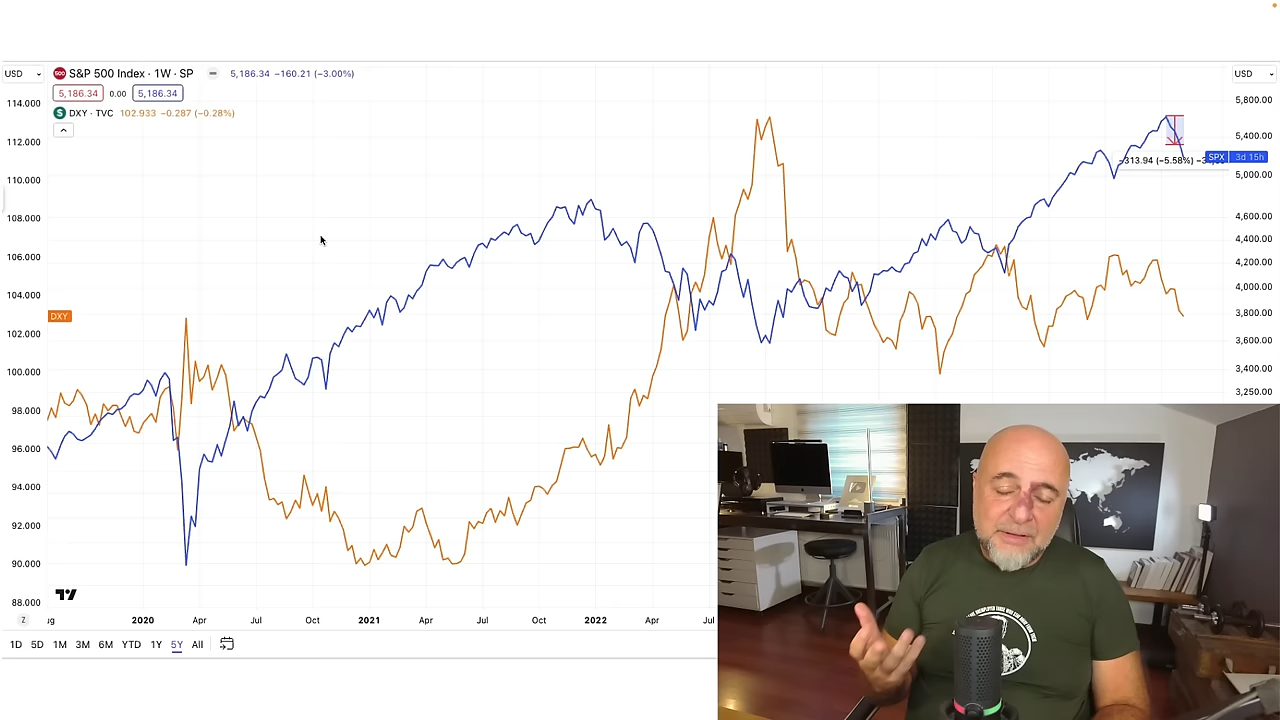 USD
S&P 500 Index · 1W · SP
5,186.34 −160.21 (−3.00%)
USD
5,186.34
0.00
5,186.34
DXY · TVC
102.933 −0.287 (−0.28%)
114.000
112.000
110.000
108.000
106.000
104.000
102.000
100.000
98.000
96.000
94.000
92.000
90.000
88.000
DXY
5,800.00
5,400.00
5,000.00
4,600.00
4,400.00
4,200.00
4,000.00
3,800.00
3,600.00
3,400.00
3,250.00
−313.94 (−5.58%)
SPX
3d 15h
Z
2020
Apr
Jul
Oct
2021
Apr
Jul
Oct
2022
Apr
Jul
1D
5D
1M
3M
6M
YTD
1Y
5Y
All